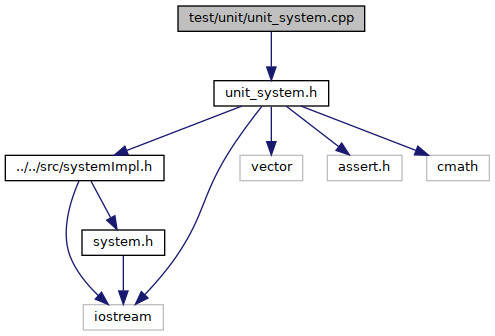 test/unit/unit_system.cpp
unit_system.h
../../src/systemImpl.h
vector
assert.h
cmath
system.h
iostream